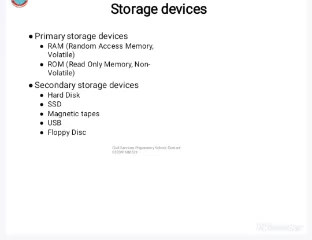 Storage devices
● Primary storage devices
● RAM (Random Access Memory,
Volatile)
● ROM (Read Only Memory, Non-
Volatile)
● Secondary storage devices
● Hard Disk
● SSD
● Magnetic tapes
● USB
● Floppy Disc